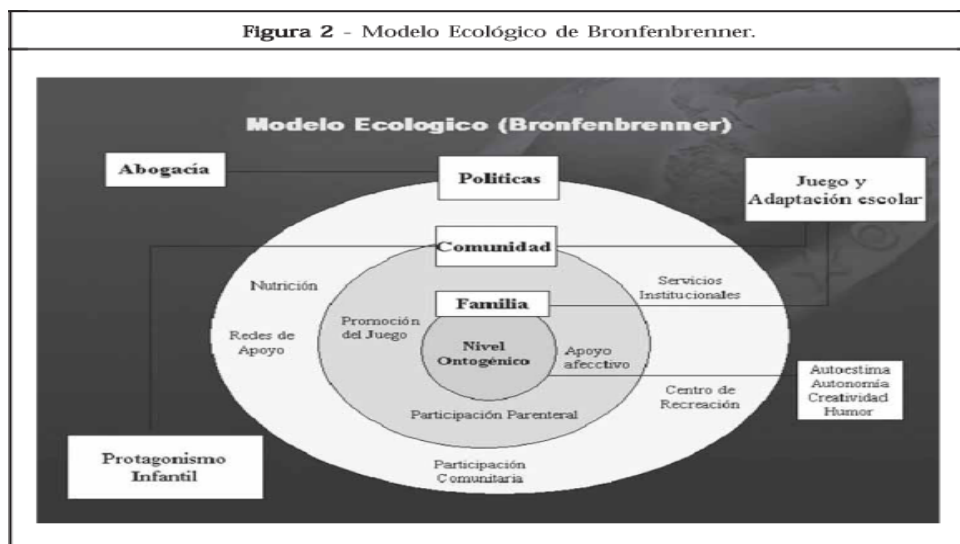 Figura 2 - Modelo Ecológico de Bronfenbrenner.
Modelo Ecologico (Bronfenbrenner)
Abogacía
Politicas
Juego y
Adaptación escolar
Comunidad
Nutrición
Servicios
Institucionales
Familia
Promoción
del Juego
Redes de
Apoyo
Nivel
Ontogénico
Apoyo
afecctivo
Autoestima
Autonomía
Creatividad
Humor
Centro de
Recreación
Participación Parenteral
Protagonismo
Infantil
Participación
Comunitaria